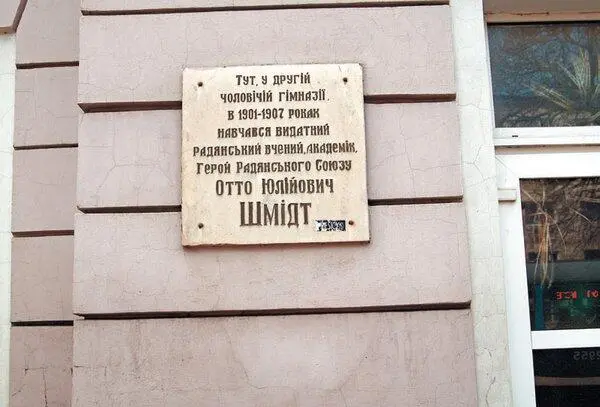 Тут, у другій
чоловічій гімназії
в 1901-1907 роках
навчався видатний
радянський вчений, академік,
Герой Радянського Союзу
Отто Юлійович
Шмідт